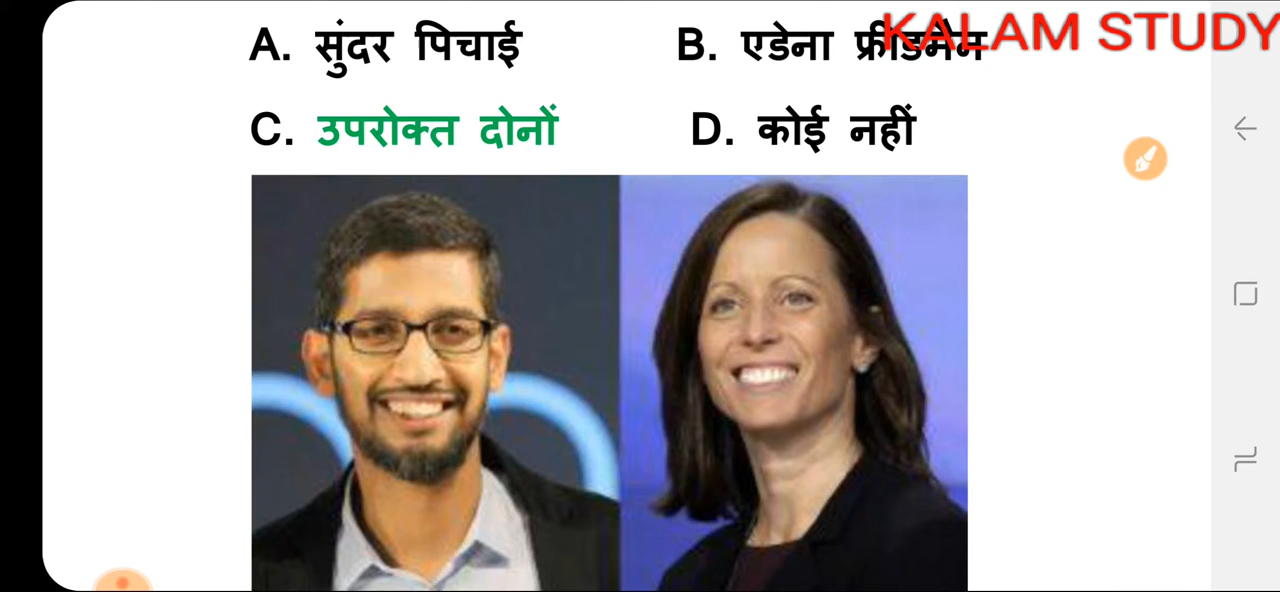 A. सुंदर पिचाई B. एडेना फ्रीडमैन KALAM STUDY
C. उपरोक्त दोनों D. कोई नहीं